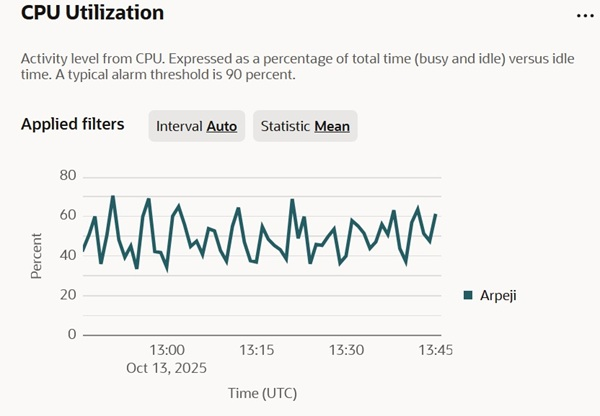 CPU Utilization
...
Activity level from CPU. Expressed as a percentage of total time (busy and idle) versus idle
time. A typical alarm threshold is 90 percent.
Applied filters
Interval Auto
Statistic Mean
80
60
40
20
0
Percent
13:00
13:15
13:30
13:45
Oct 13, 2025
Time (UTC)
Arpeji